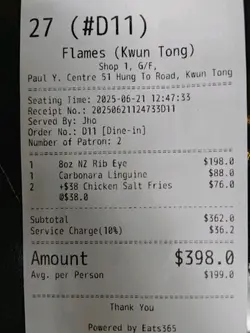 27 (#D11)
Flames (Kwun Tong)
Shop 1, G/F,
Paul Y. Centre 51 Hung To Road, Kwun Tong
Seating Time: 2025-06-21 12:47:33
Receipt No.: 20250621124733D11
Served By: Jho
Order No.: D11 [Dine-in]
Number of Patron: 2
1 8oz NZ Rib Eye $198.0
1 Carbonara Linguine $88.0
2 +$38 Chicken Salt Fries $76.0
@$38.0
Subtotal $362.0
Service Charge(10%) $36.2
Amount $398.0
Avg. per Person $199.0
Thank You
Powered by Eats365